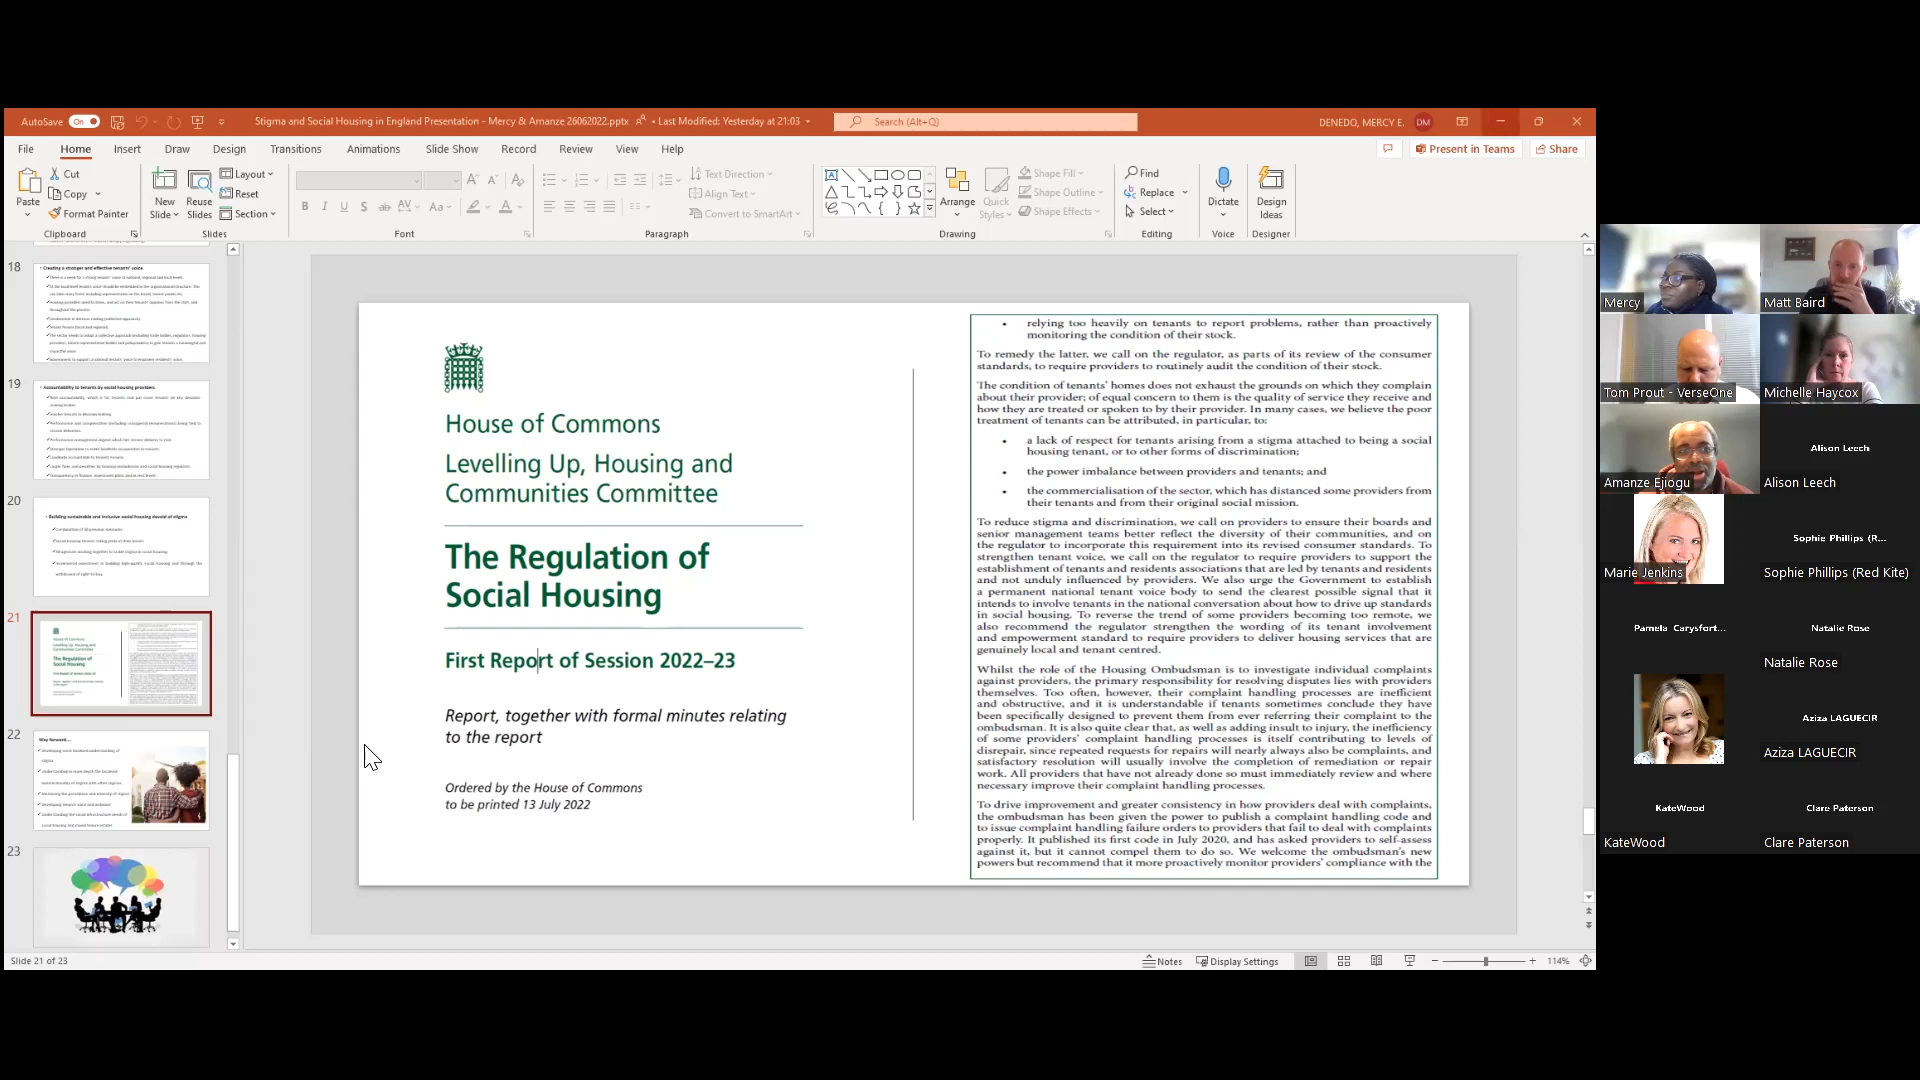 AutoSave On
Stigma and Social Housing in England Presentation - Mercy & Amanze 26062022.pptx • Last Modified: Yesterday at 21:03
Search (Alt+Q)
DENEDO, MERCY E. DM
File Home Insert Draw Design Transitions Animations Slide Show Record Review View Help
Present in Teams Share
Paste
Cut
Copy
Format Painter
Clipboard
New Slide
Reuse Slides
Layout
Reset
Section
Slides
B I U S ab AV Aa A
Font
Text Direction
Align Text
Convert to SmartArt
Paragraph
Arrange
Quick Styles
Shape Fill
Shape Outline
Shape Effects
Drawing
Find
Replace
Select
Editing
Dictate
Voice
Design Ideas
Designer
18
Creating a stronger and effective tenants' voice
19
Accountability to tenants by social housing providers
20
Building sustainable and inclusive social housing devoid of stigma
21
22
Way forward...
23
House of Commons
Levelling Up, Housing and
Communities Committee
The Regulation of
Social Housing
First Report of Session 2022–23
Report, together with formal minutes relating
to the report
Ordered by the House of Commons
to be printed 13 July 2022
• relying too heavily on tenants to report problems, rather than proactively
monitoring the condition of their stock.
To remedy the latter, we call on the regulator, as parts of its review of the consumer
standards, to require providers to routinely audit the condition of their stock.
The condition of tenants' homes does not exhaust the grounds on which they complain
about their provider; of equal concern to them is the quality of service they receive and
how they are treated or spoken to by their provider. In many cases, we believe the poor
treatment of tenants can be attributed, in particular, to:
• a lack of respect for tenants arising from a stigma attached to being a social
housing tenant, or to other forms of discrimination;
• the power imbalance between providers and tenants; and
• the commercialisation of the sector, which has distanced some providers from
their tenants and from their original social mission.
To reduce stigma and discrimination, we call on providers to ensure their boards and
senior management teams better reflect the diversity of their communities, and on
the regulator to incorporate this requirement into its revised consumer standards. To
strengthen tenant voice, we call on the regulator to require providers to support the
establishment of tenants and residents associations that are led by tenants and residents
and not unduly influenced by providers. We also urge the Government to establish
a permanent national tenant voice body to send the clearest possible signal that it
intends to involve tenants in the national conversation about how to drive up standards
in social housing. To reverse the trend of some providers becoming too remote, we
also recommend the regulator strengthen the wording of its tenant involvement
and empowerment standard to require providers to deliver housing services that are
genuinely local and tenant centred.
Whilst the role of the Housing Ombudsman is to investigate individual complaints
against providers, the primary responsibility for resolving disputes lies with providers
themselves. Too often, however, their complaint handling processes are inefficient
and obstructive, and it is understandable if tenants sometimes conclude they have
been specifically designed to prevent them from ever referring their complaint to the
ombudsman. It is also quite clear that, as well as adding insult to injury, the inefficiency
of some providers' complaint handling processes is itself contributing to levels of
disrepair, since repeated requests for repairs will nearly always also be complaints, and
satisfactory resolution will usually involve the completion of remediation or repair
work. All providers that have not already done so must immediately review and where
necessary improve their complaint handling processes.
To drive improvement and greater consistency in how providers deal with complaints,
the ombudsman has been given the power to publish a complaint handling code and
to issue complaint handling failure orders to providers that fail to deal with complaints
properly. It published its first code in July 2020, and has asked providers to self-assess
against it, but it cannot compel them to do so. We welcome the ombudsman's new
powers but recommend that it more proactively monitor providers' compliance with the
Slide 21 of 23
Notes Display Settings 114%
Mercy
Matt Baird
Tom Prout - VerseOne
Michelle Haycox
Amanze Ejiogu
Alison Leech
Alison Leech
Marie Jenkins
Sophie Phillips (R...
Sophie Phillips (Red Kite)
Pamela Carysfort...
Natalie Rose
Natalie Rose
Aziza LAGUECIR
Aziza LAGUECIR
KateWood
KateWood
Clare Paterson
Clare Paterson